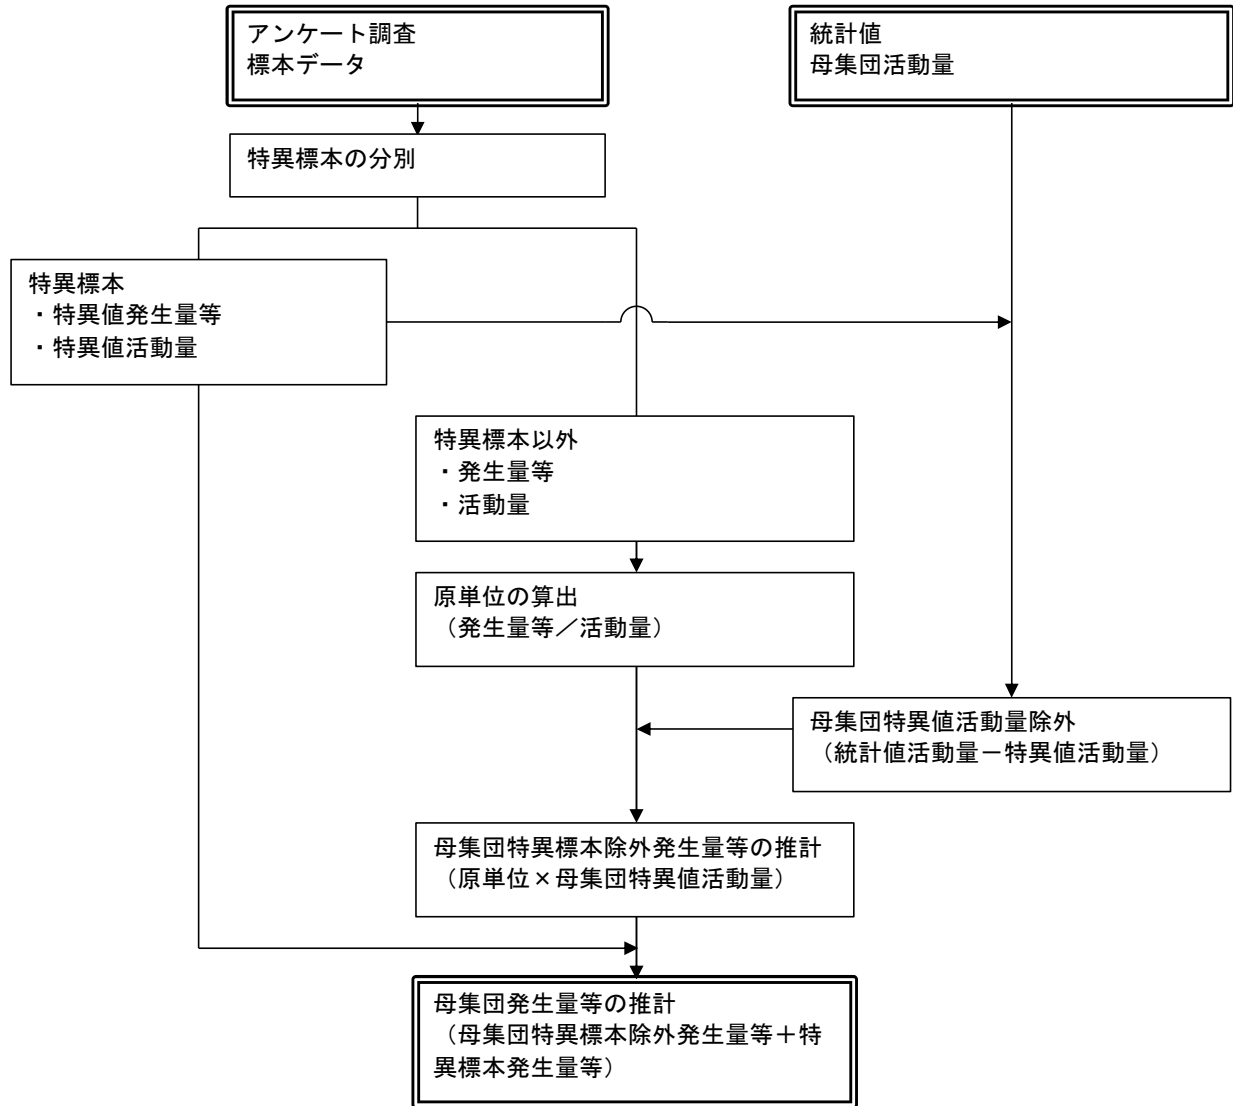 アンケート調査
標本データ
統計値
母集団活動量
特異標本の分別
特異標本
・特異値発生量等
・特異値活動量
特異標本以外
・発生量等
・活動量
原単位の算出
（発生量等／活動量）
母集団特異値活動量除外
（統計値活動量－特異値活動量）
母集団特異標本除外発生量等の推計
（原単位×母集団特異値活動量）
母集団発生量等の推計
（母集団特異標本除外発生量等＋特
異標本発生量等）